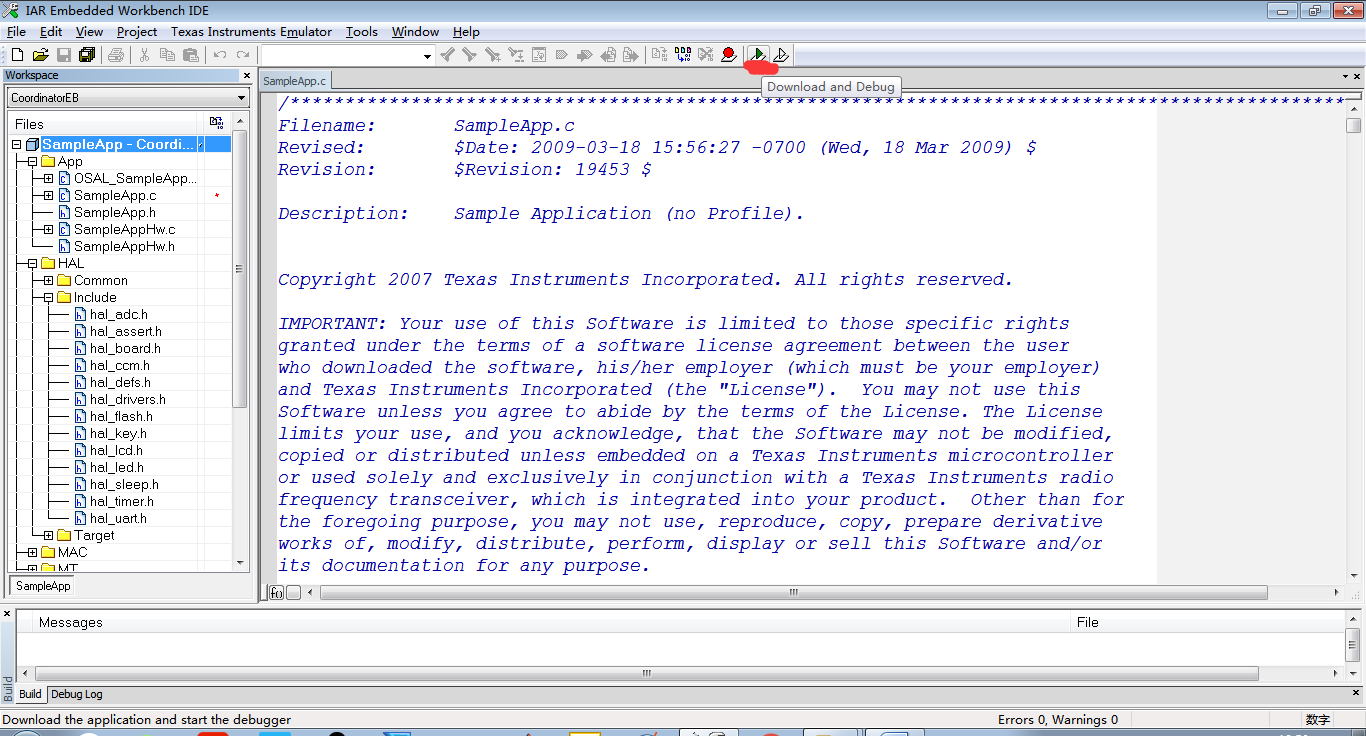 IAR Embedded Workbench IDE
File Edit View Project Texas Instruments Emulator Tools Window Help
Workspace
CoordinatorEB
Files
SampleApp - Coordi...
App
OSAL_SampleApp...
SampleApp.c
SampleApp.h
SampleAppHw.c
SampleAppHw.h
HAL
Common
Include
hal_adc.h
hal_assert.h
hal_board.h
hal_ccm.h
hal_defs.h
hal_drivers.h
hal_flash.h
hal_key.h
hal_lcd.h
hal_led.h
hal_sleep.h
hal_timer.h
hal_uart.h
Target
MAC
MT
SampleApp
SampleApp.c
Download and Debug
Filename: SampleApp.c
Revised: $Date: 2009-03-18 15:56:27 -0700 (Wed, 18 Mar 2009) $
Revision: $Revision: 19453 $
Description: Sample Application (no Profile).
Copyright 2007 Texas Instruments Incorporated. All rights reserved.
IMPORTANT: Your use of this Software is limited to those specific rights
granted under the terms of a software license agreement between the user
who downloaded the software, his/her employer (which must be your employer)
and Texas Instruments Incorporated (the "License"). You may not use this
Software unless you agree to abide by the terms of the License. The License
limits your use, and you acknowledge, that the Software may not be modified,
copied or distributed unless embedded on a Texas Instruments microcontroller
or used solely and exclusively in conjunction with a Texas Instruments radio
frequency transceiver, which is integrated into your product. Other than for
the foregoing purpose, you may not use, reproduce, copy, prepare derivative
works of, modify, distribute, perform, display or sell this Software and/or
its documentation for any purpose.
f()
Messages File
Build
Build Debug Log
Download the application and start the debugger
Errors 0, Warnings 0
数字